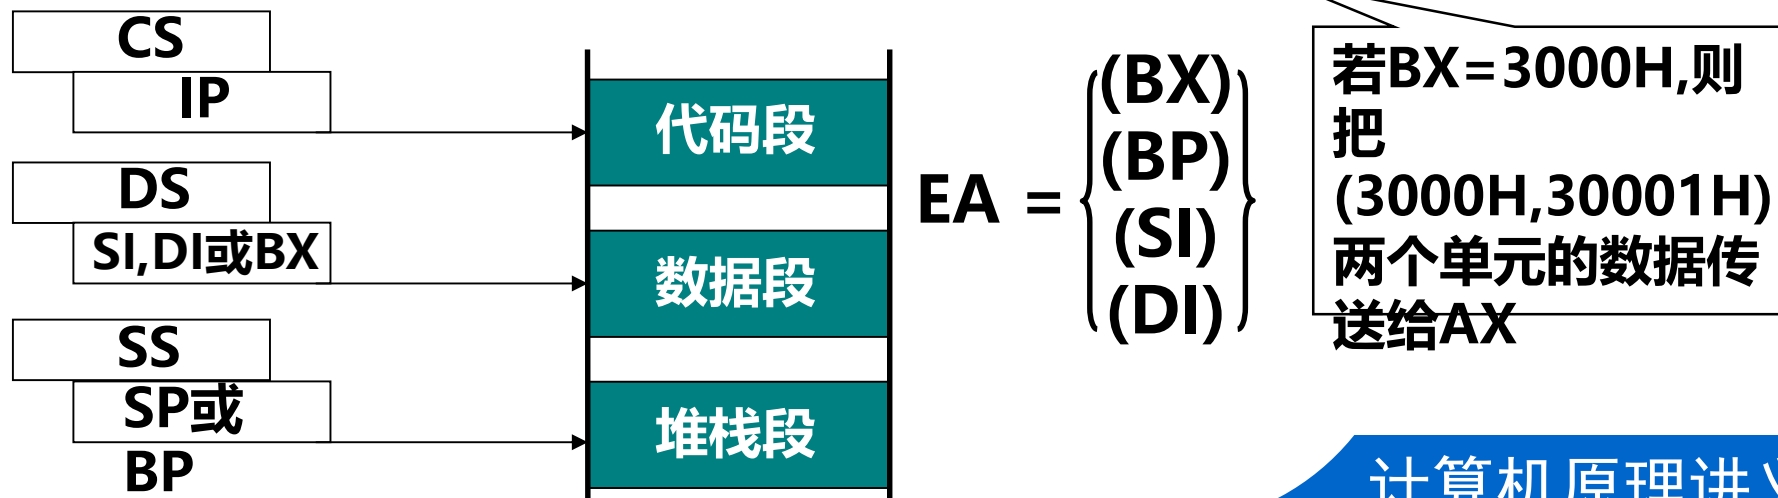 CS
IP
DS
SI,DI或BX
SS
SP或
BP
代码段
数据段
堆栈段
EA =
(BX)
(BP)
(SI)
(DI)
若BX=3000H,则
把
(3000H,30001H)
两个单元的数据传
送给AX
计算机原理讲